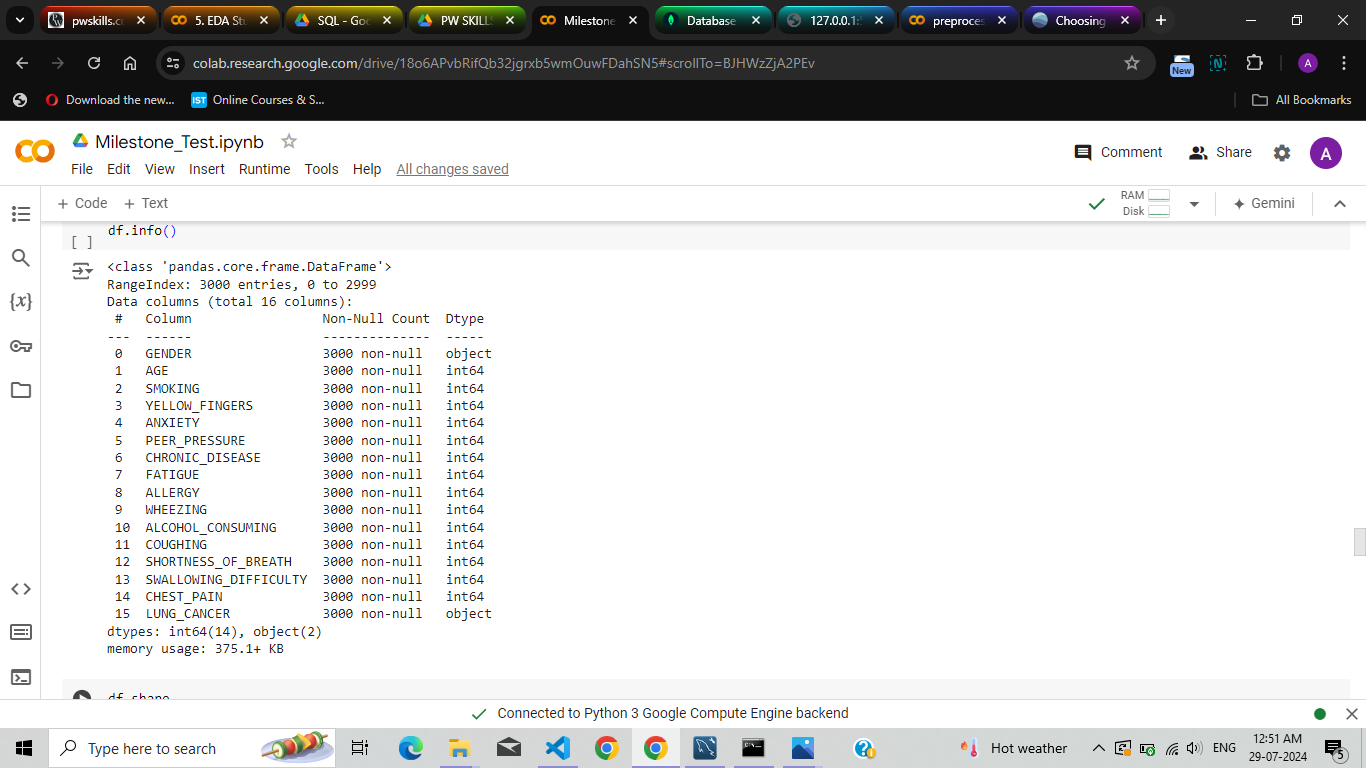 pwskills.c
5. EDA Stu
SQL - Goo
PW SKILL
Milestone
Database
127.0.0.1:
preproces
Choosing
colab.research.google.com/drive/18o6APvbRifQb32jgrxb5wmOuwFDahSN5#scrollTo=BJHWzZjA2PEv
New
N
A
Download the new...
IST Online Courses & S...
All Bookmarks
Milestone_Test.ipynb
File Edit View Insert Runtime Tools Help All changes saved
Comment
Share
A
+ Code + Text
RAM
Disk
Gemini
df.info()
[ ]
<class 'pandas.core.frame.DataFrame'>
RangeIndex: 3000 entries, 0 to 2999
Data columns (total 16 columns):
# Column Non-Null Count Dtype
--- ------ -------------- -----
0 GENDER 3000 non-null object
1 AGE 3000 non-null int64
2 SMOKING 3000 non-null int64
3 YELLOW_FINGERS 3000 non-null int64
4 ANXIETY 3000 non-null int64
5 PEER_PRESSURE 3000 non-null int64
6 CHRONIC_DISEASE 3000 non-null int64
7 FATIGUE 3000 non-null int64
8 ALLERGY 3000 non-null int64
9 WHEEZING 3000 non-null int64
10 ALCOHOL_CONSUMING 3000 non-null int64
11 COUGHING 3000 non-null int64
12 SHORTNESS_OF_BREATH 3000 non-null int64
13 SWALLOWING_DIFFICULTY 3000 non-null int64
14 CHEST_PAIN 3000 non-null int64
15 LUNG_CANCER 3000 non-null object
dtypes: int64(14), object(2)
memory usage: 375.1+ KB
df.shape
{x}
Connected to Python 3 Google Compute Engine backend
Type here to search
Hot weather
ENG
12:51 AM
29-07-2024
5